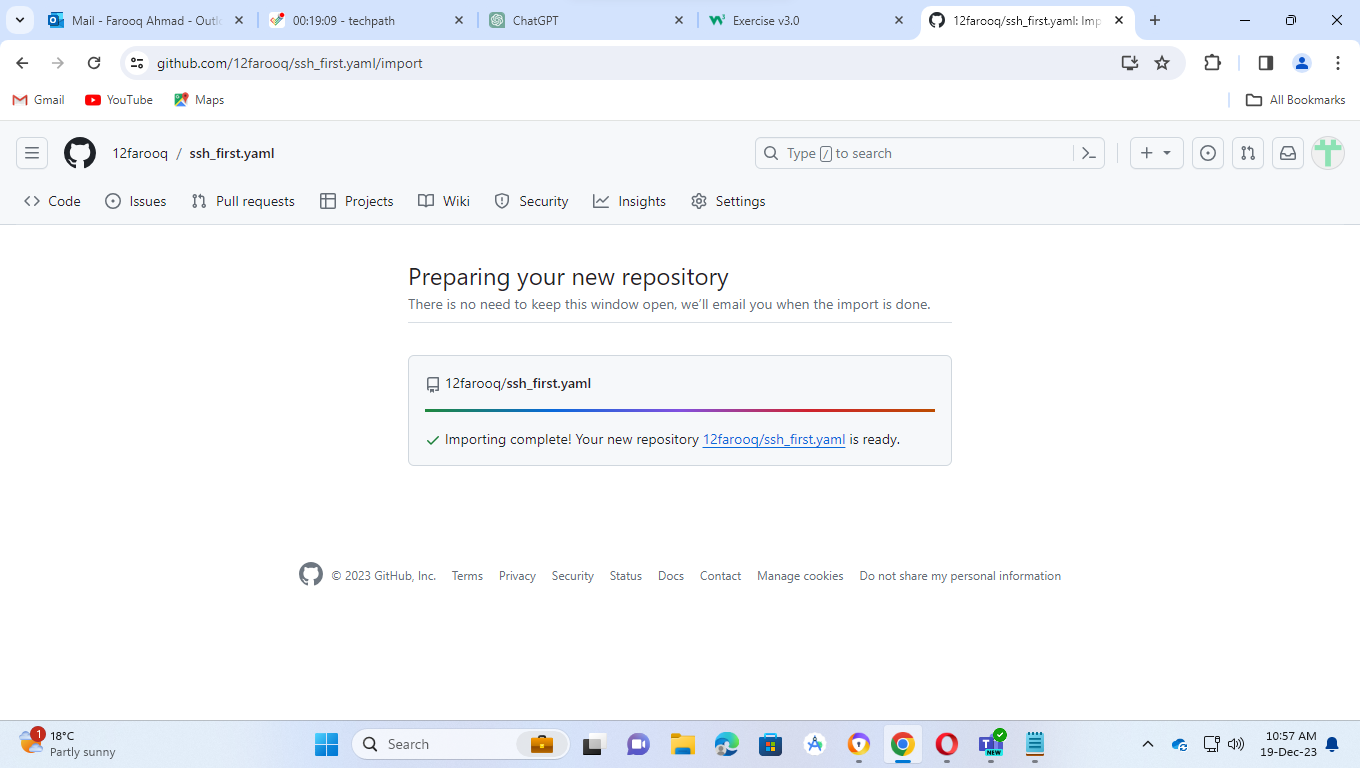 Mail - Farooq Ahmad - Outl
00:19:09 - techpath
ChatGPT
Exercise v3.0
12farooq/ssh_first.yaml: Imp
github.com/12farooq/ssh_first.yaml/import
Gmail
YouTube
Maps
All Bookmarks
12farooq / ssh_first.yaml
Type / to search
Code
Issues
Pull requests
Projects
Wiki
Security
Insights
Settings
Preparing your new repository
There is no need to keep this window open, we’ll email you when the import is done.
12farooq/ssh_first.yaml
Importing complete! Your new repository 12farooq/ssh_first.yaml is ready.
© 2023 GitHub, Inc.
Terms
Privacy
Security
Status
Docs
Contact
Manage cookies
Do not share my personal information
1
18°C
Partly sunny
Search
NEW
10:57 AM
19-Dec-23